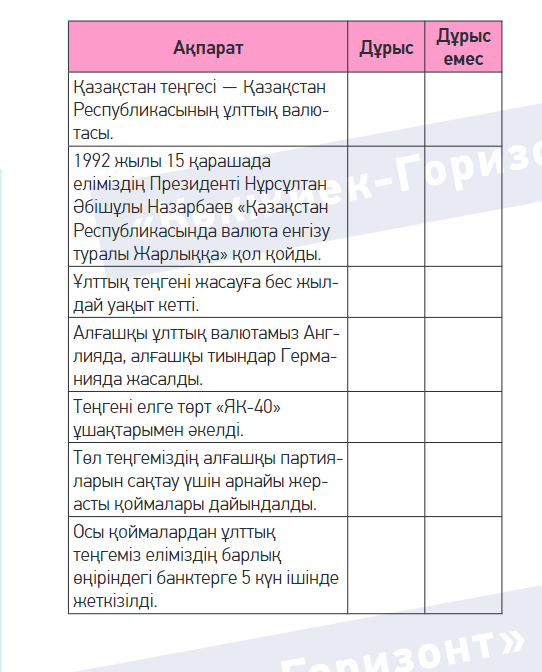 Ақпарат Дұрыс Дұрыс емес
Қазақстан теңгесі — Қазақстан
Республикасының ұлттық валю-
тасы.
1992 жылы 15 қарашада
еліміздің Президенті Нұрсұлтан
Әбішұлы Назарбаев «Қазақстан
Республикасында валюта енгізу
туралы Жарлыққа» қол қойды.
Ұлттық теңгені жасауға бес жыл-
дай уақыт кетті.
Алғашқы ұлттық валютамыз Анг-
лияда, алғашқы тиындар Герма-
нияда жасалды.
Теңгені елге төрт «ЯК-40»
ұшақтарымен әкелді.
Төл теңгеміздің алғашқы партия-
ларын сақтау үшін арнайы жер-
асты қоймалары дайындалды.
Осы қоймалардан ұлттық
теңгеміз еліміздің барлық
өңіріндегі банктерге 5 күн ішінде
жеткізілді.
Горизонт»